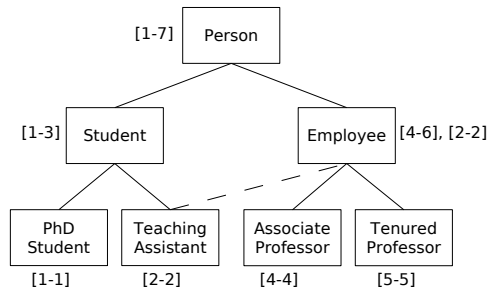 [1-7] Person
[1-3] Student
Employee [4-6], [2-2]
PhD
Student
Teaching
Assistant
Associate
Professor
Tenured
Professor
[1-1] [2-2] [4-4] [5-5]